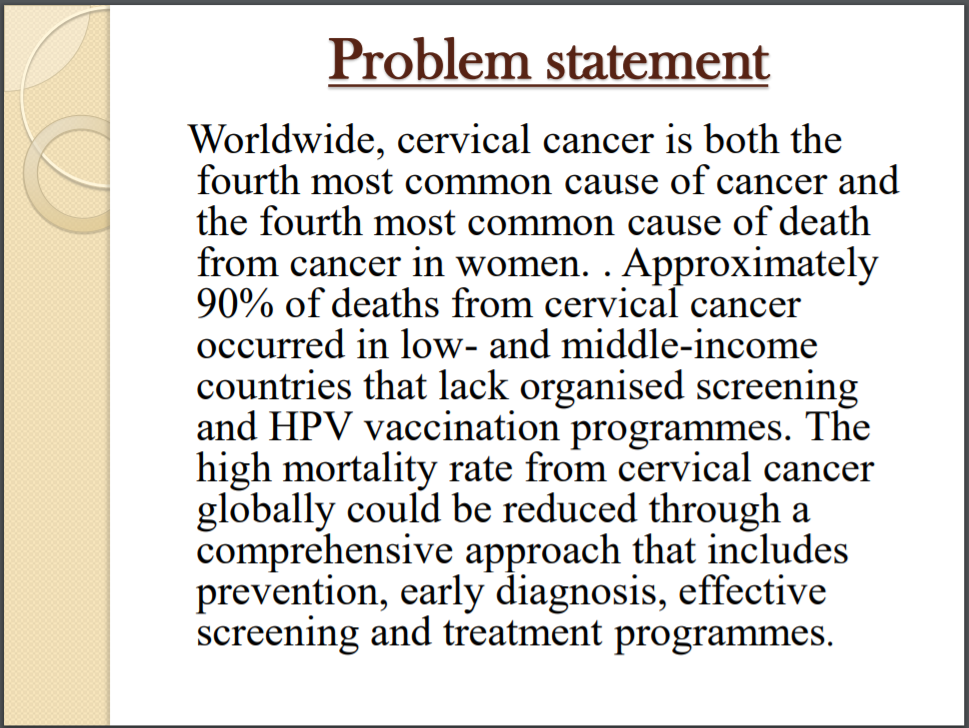 Problem statement
Worldwide, cervical cancer is both the
fourth most common cause of cancer and
the fourth most common cause of death
from cancer in women. . Approximately
90% of deaths from cervical cancer
occurred in low- and middle-income
countries that lack organised screening
and HPV vaccination programmes. The
high mortality rate from cervical cancer
globally could be reduced through a
comprehensive approach that includes
prevention, early diagnosis, effective
screening and treatment programmes.